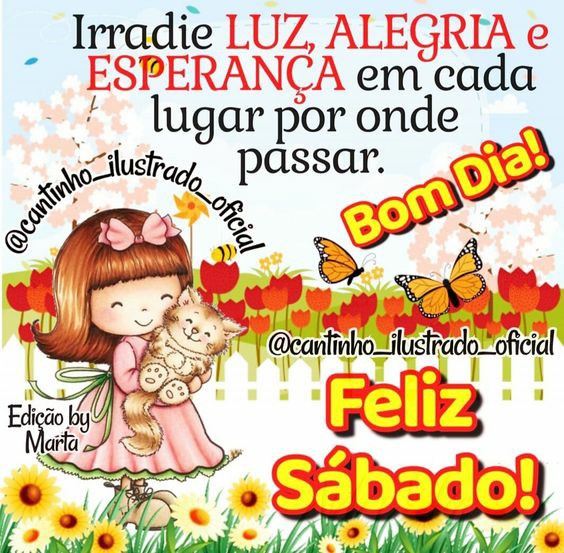 Irradie LUZ, ALEGRIA e
ESPERANÇA em cada
lugar por onde
passar.
@cantinho_ilustrado_oficial
Bom Dia!
@cantinho_ilustrado_oficial
Feliz
Sábado!
Edição by
Marta